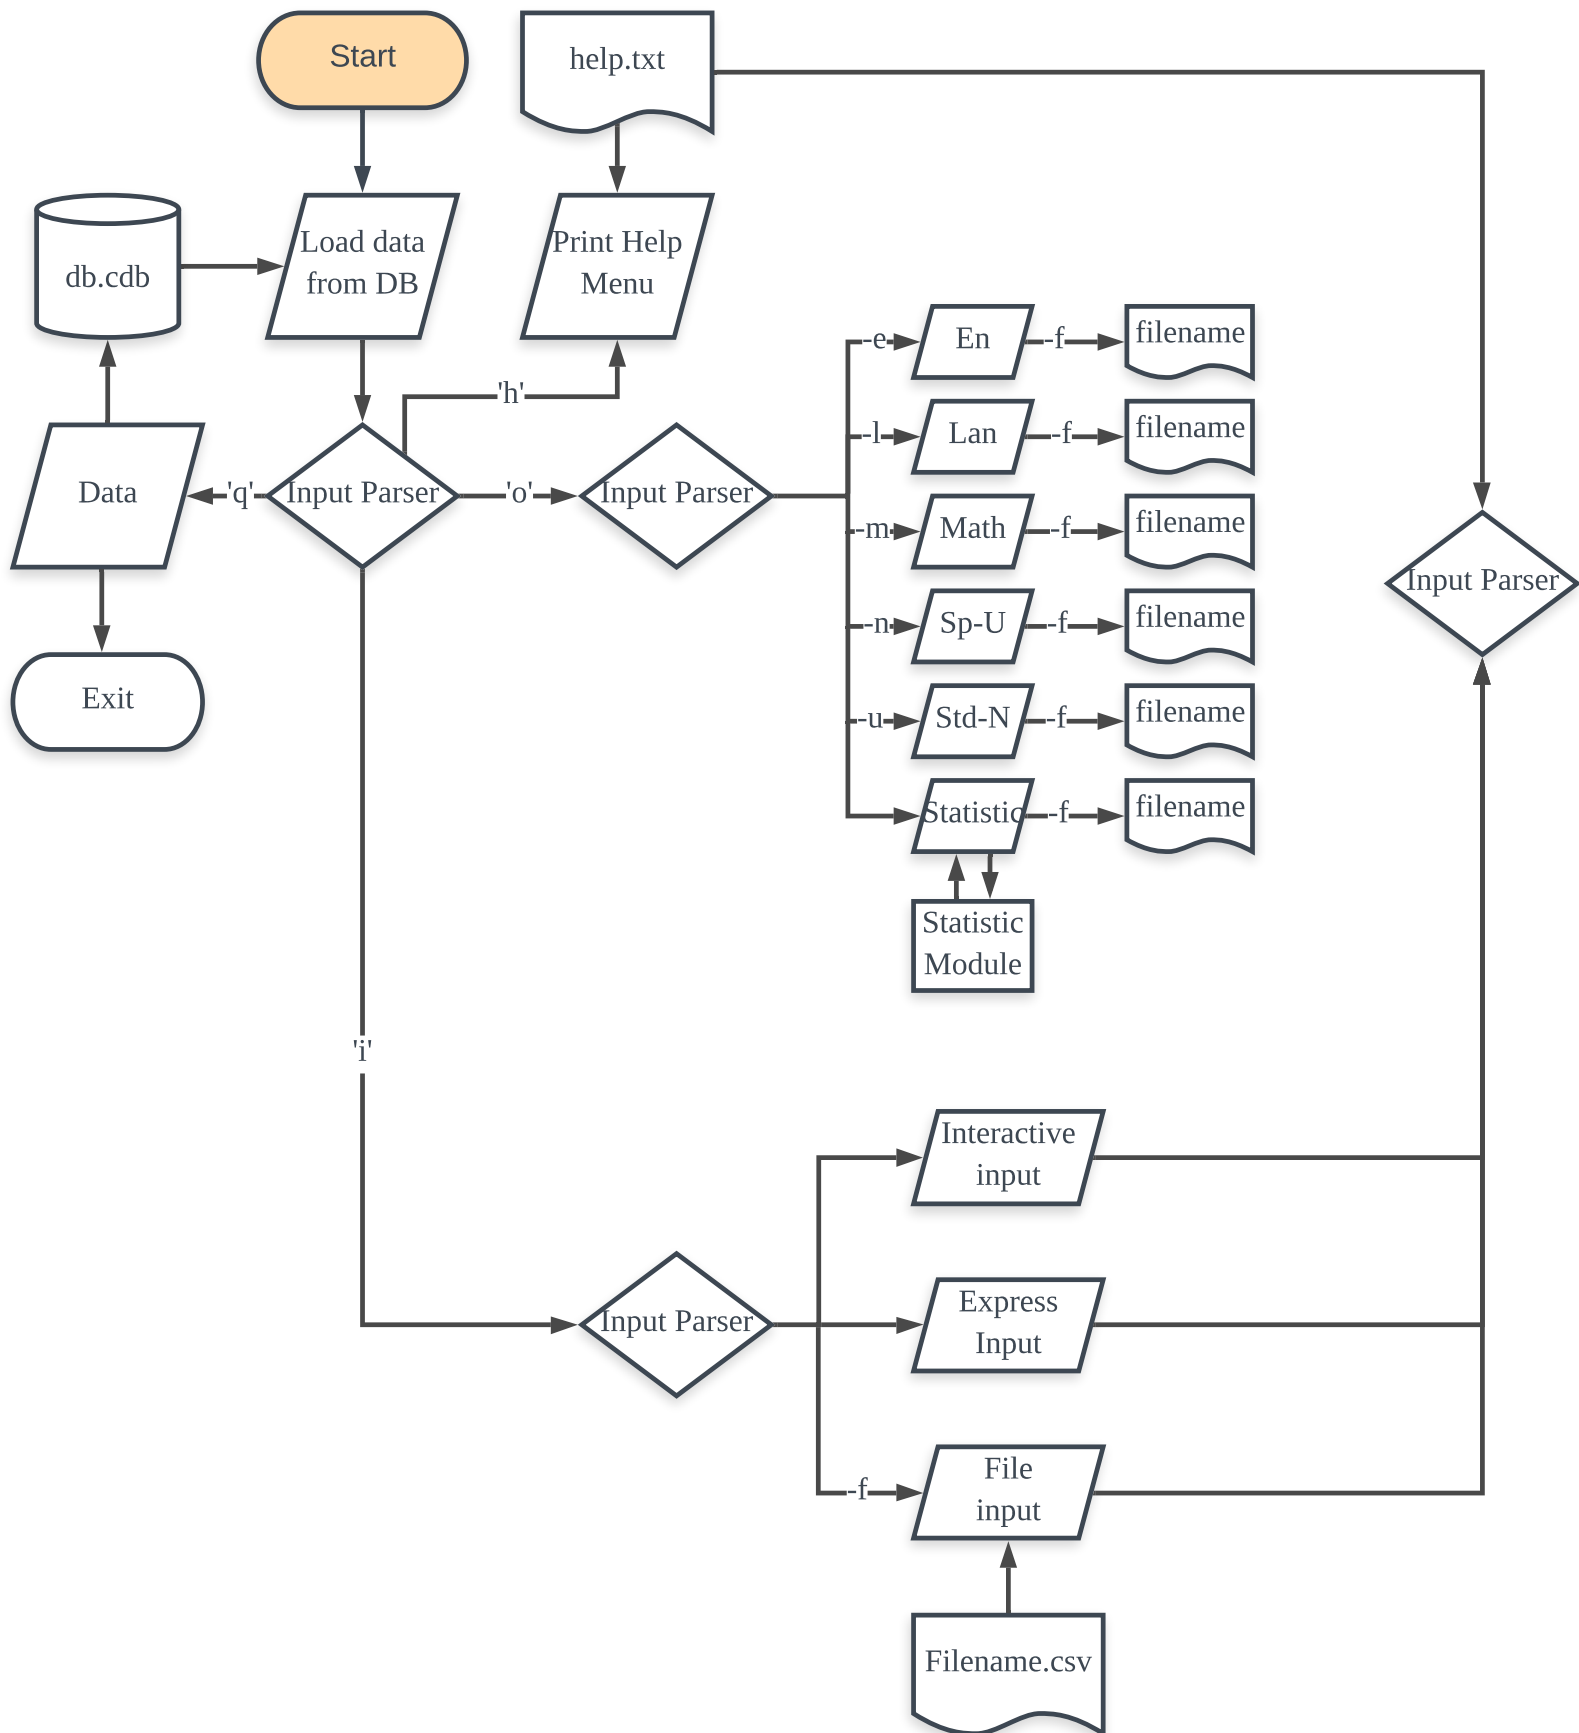 Start
help.txt
db.cdb
Load data
from DB
Print Help
Menu
-e
En
-f
filename
'h'
-l
Lan
-f
filename
Data
'q'
Input Parser
'o'
Input Parser
-m
Math
-f
filename
Input Parser
-n
Sp-U
-f
filename
Exit
-u
Std-N
-f
filename
Statistic
-f
filename
Statistic
Module
'i'
Interactive
input
Input Parser
Express
Input
-f
File
input
Filename.csv